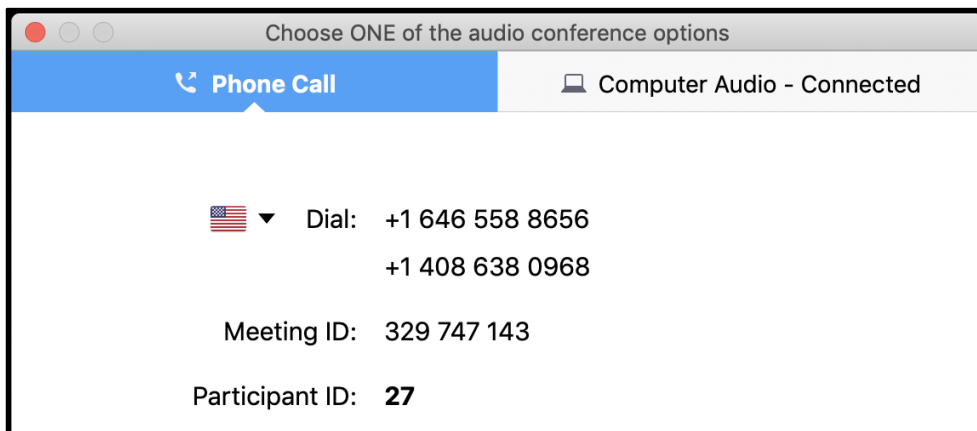 Choose ONE of the audio conference options
Phone Call
Computer Audio - Connected
Dial: +1 646 558 8656
+1 408 638 0968
Meeting ID: 329 747 143
Participant ID: 27